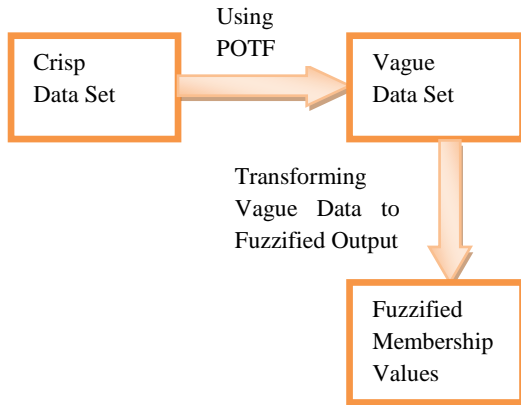 Using
POTF
Crisp
Data Set
Vague
Data Set
Transforming
Vague Data to
Fuzzified Output
Fuzzified
Membership
Values